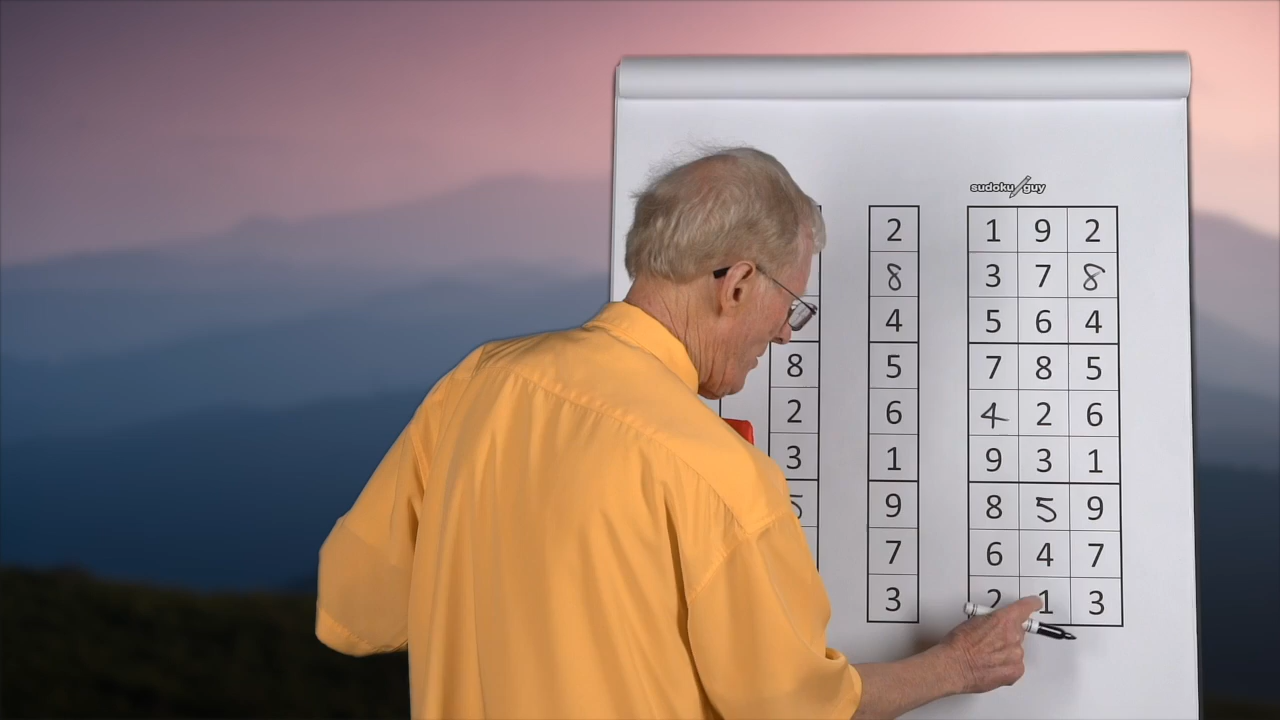 sudoku guy
2 1 9 2
8 3 7 8
4 5 6 4
8 5 7 8 5
2 6 4 2 6
3 1 9 3 1
5 9 8 5 9
7 6 4 7
3 2 1 3